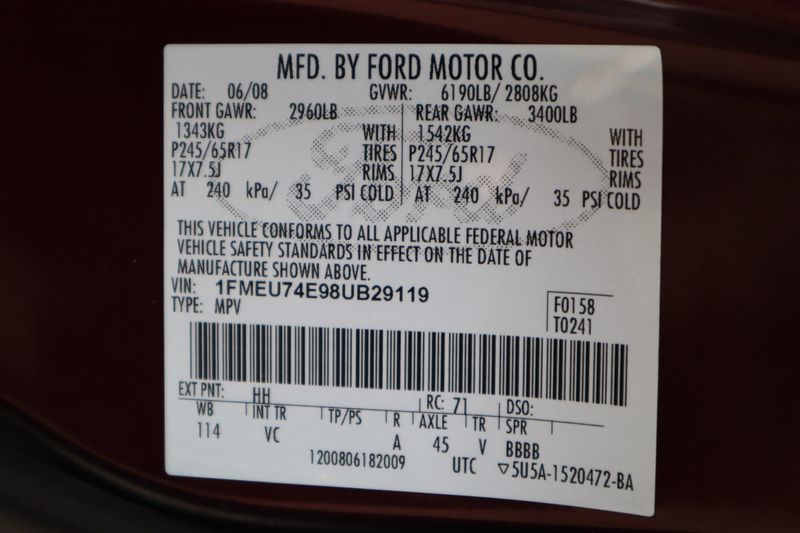 MFD. BY FORD MOTOR CO.
DATE: 06/08 GVWR: 6190LB/ 2808KG
FRONT GAWR: 2960LB REAR GAWR: 3400LB
1343KG WITH 1542KG WITH
P245/65R17 TIRES P245/65R17 TIRES
17X7.5J RIMS 17X7.5J RIMS
AT 240 kPa/ 35 PSI COLD AT 240 kPa/ 35 PSI COLD
Ford
THIS VEHICLE CONFORMS TO ALL APPLICABLE FEDERAL MOTOR
VEHICLE SAFETY STANDARDS IN EFFECT ON THE DATE OF
MANUFACTURE SHOWN ABOVE.
VIN: 1FMEU74E98UB29119
TYPE: MPV
F0158
T0241
EXT PNT: HH RC: 71 DSO:
WB INT TR TP/PS R AXLE TR SPR
114 VC A 45 V BBBB
1200806182009 UTC ▽5U5A-1520472-BA